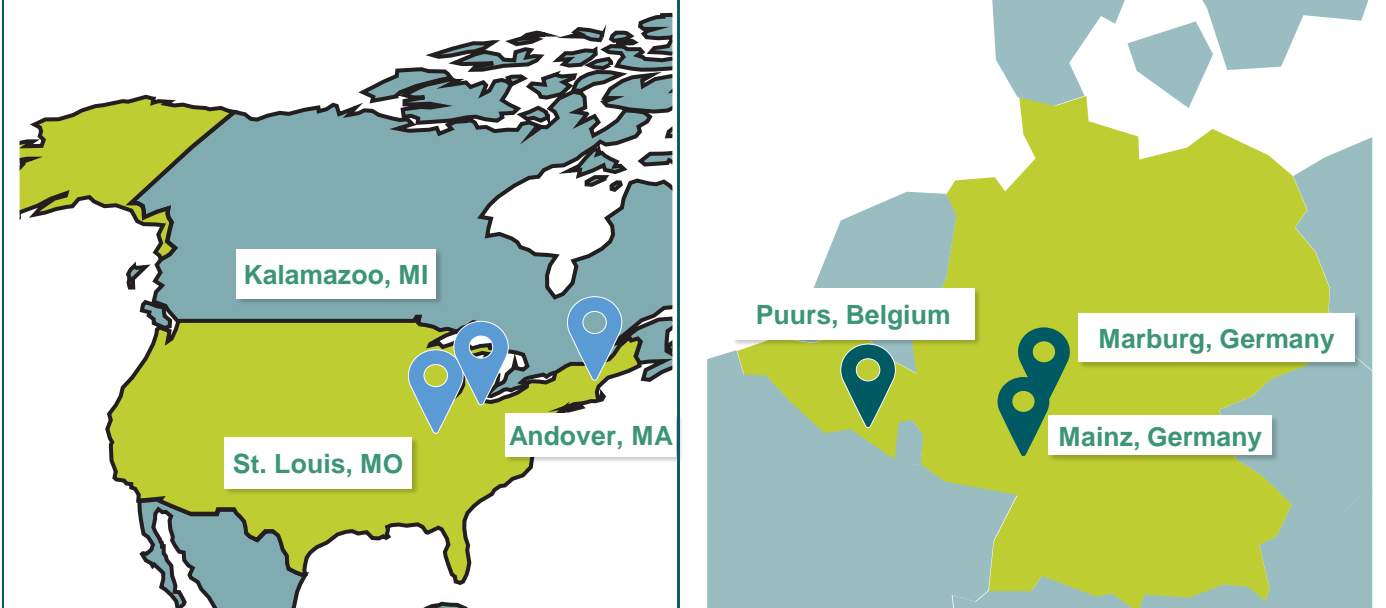 Kalamazoo, MI
St. Louis, MO
Andover, MA
Puurs, Belgium
Marburg, Germany
Mainz, Germany